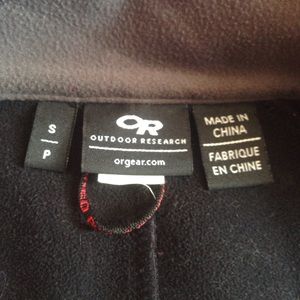 S
P
OR
OUTDOOR RESEARCH
orgear.com
MADE IN
CHINA
FABRIQUE
EN CHINE